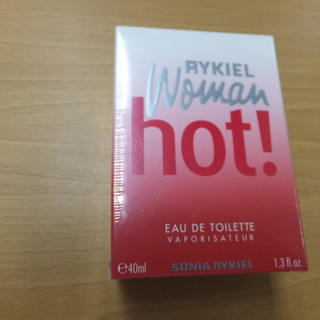 RYKIEL
Woman
hot!
EAU DE TOILETTE
VAPORISATEUR
℮40ml SONIA RYKIEL 1.3 fl.oz.